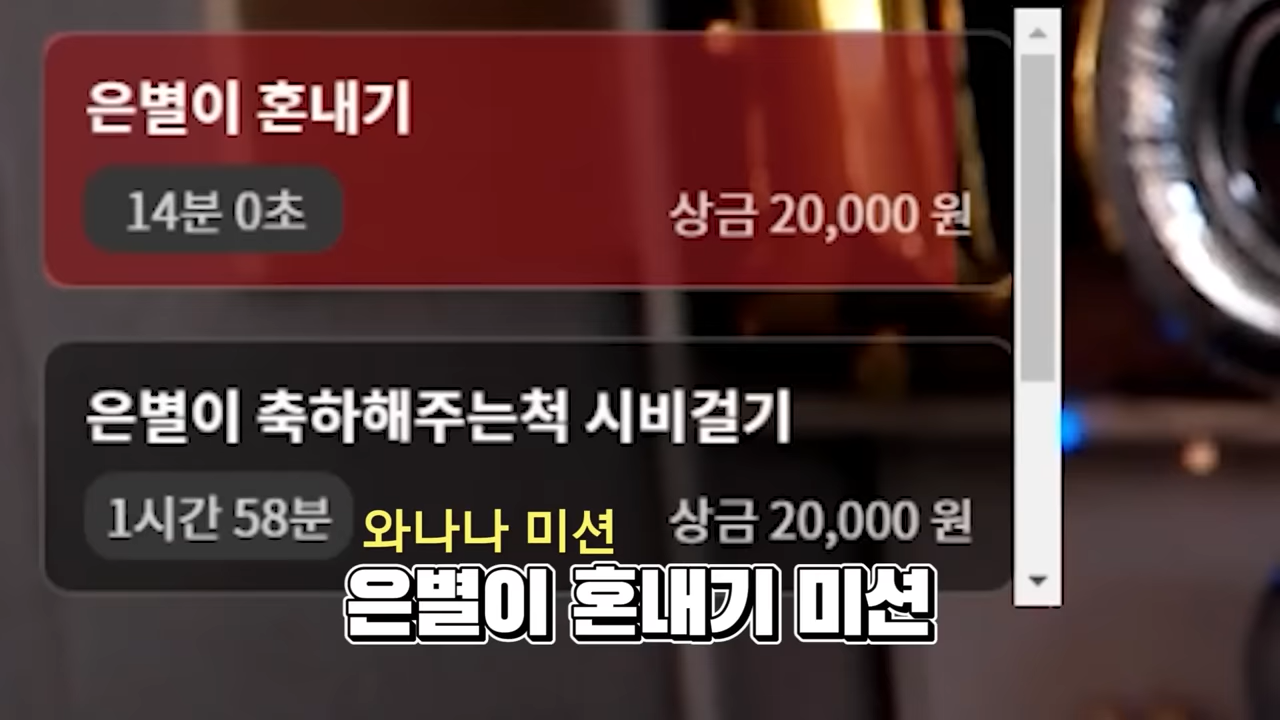 은별이 혼내기
14분 0초
상금 20,000 원
은별이 축하해주는척 시비걸기
1시간 58분
상금 20,000 원
와나나 미션
은별이 혼내기 미션